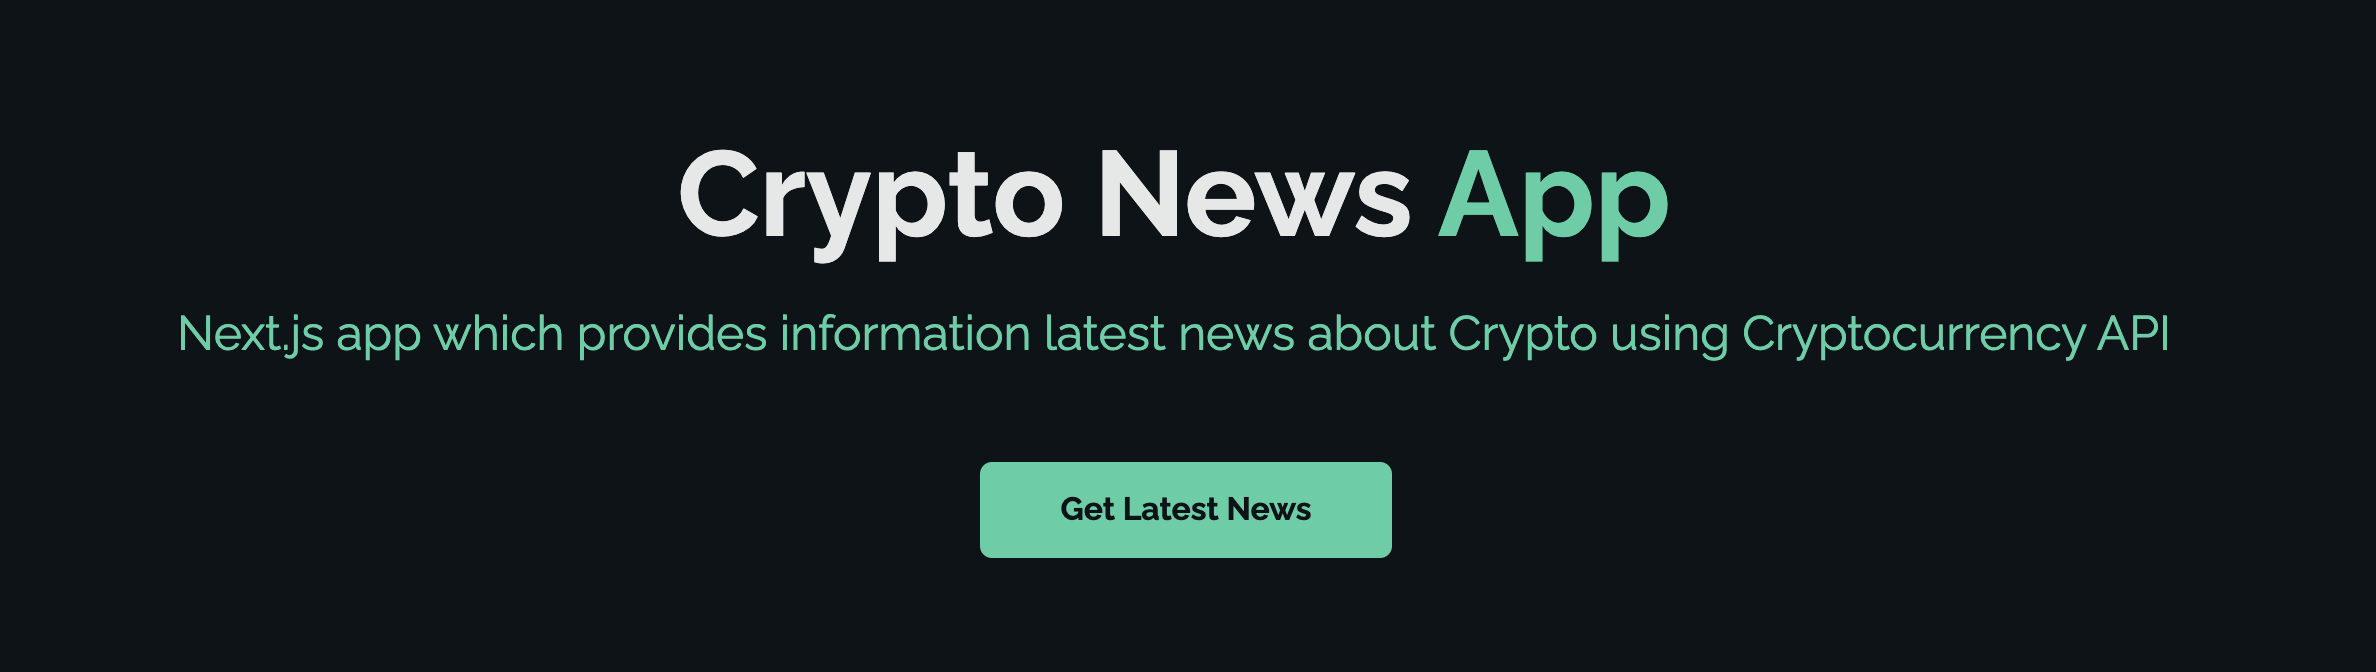 Crypto News App
Next.js app which provides information latest news about Crypto using Cryptocurrency API
Get Latest News